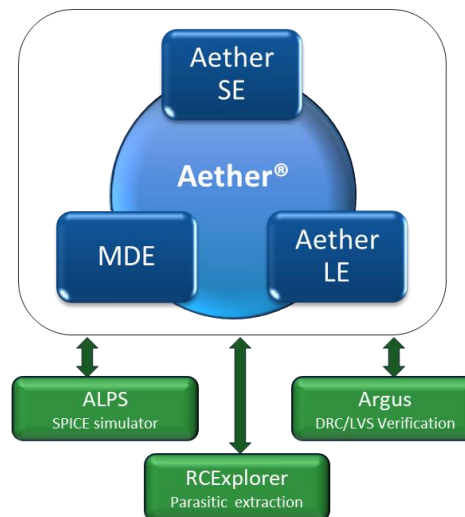 Aether
SE
Aether®
MDE
Aether
LE
ALPS
SPICE simulator
Argus
DRC/LVS Verification
RCExplorer
Parasitic extraction